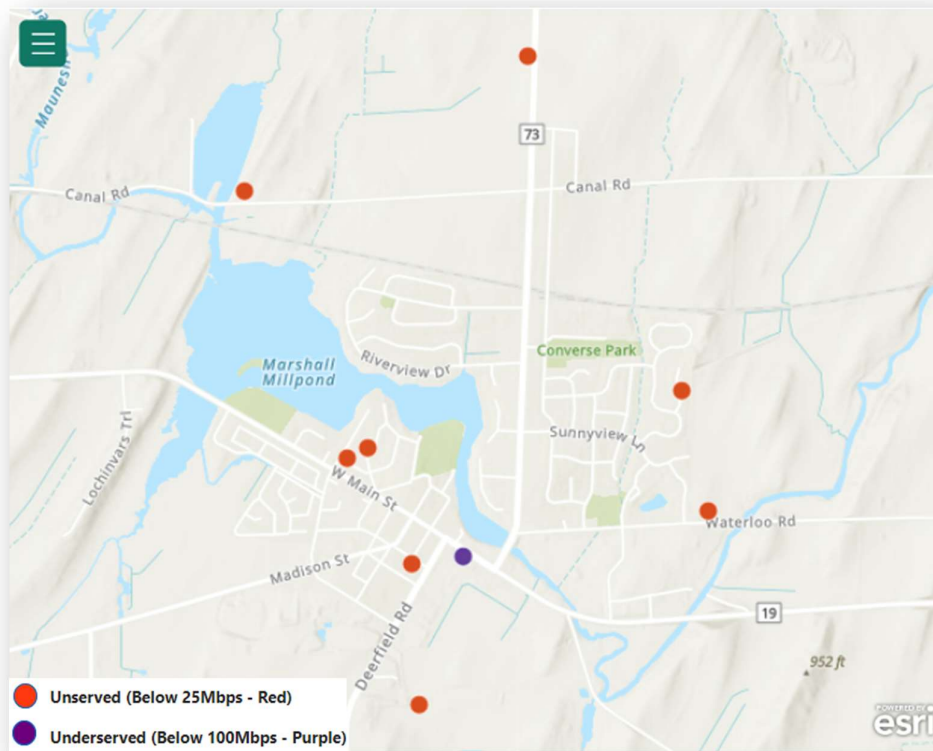 Maunesh
73
Canal Rd
Canal Rd
Converse Park
Marshall
Millpond
Riverview Dr
Sunnyview Ln
Lochinvars Trl
W Main St
Waterloo Rd
Madison St
19
Deerfield Rd
952 ft
Unserved (Below 25Mbps - Red)
Underserved (Below 100Mbps - Purple)
POWERED BY
esri